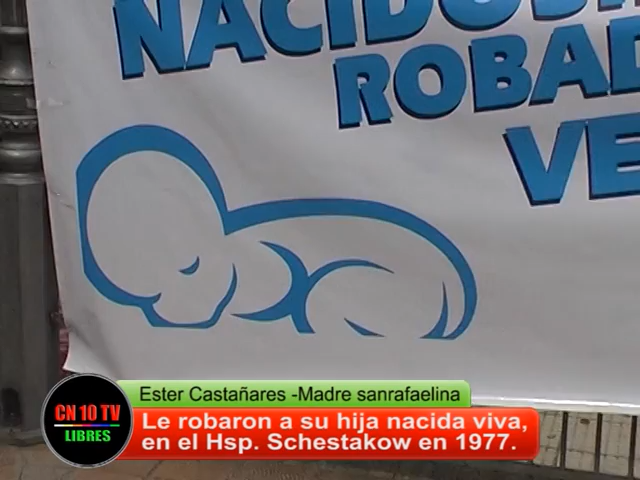 NACIDOS
ROBAD
VE
Ester Castañares -Madre sanrafaelina
CN 10 TV
LIBRES
Le robaron a su hija nacida viva,
en el Hsp. Schestakow en 1977.